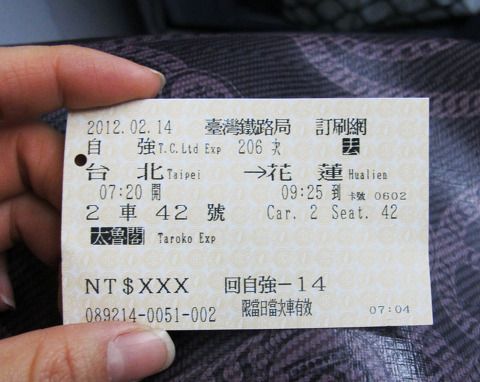 2012.02.14 臺灣鐵路局 訂刷網
自 強 T.C.Ltd Exp 206 次 去
台 北 Taipei →花 蓮 Hualien
07:20 開 09:25 到 卡號 0602
2 車 42 號 Car. 2 Seat. 42
太魯閣 Taroko Exp
NT$XXX 回自強-14
089214-0051-002 限當日當次車有效 07:04